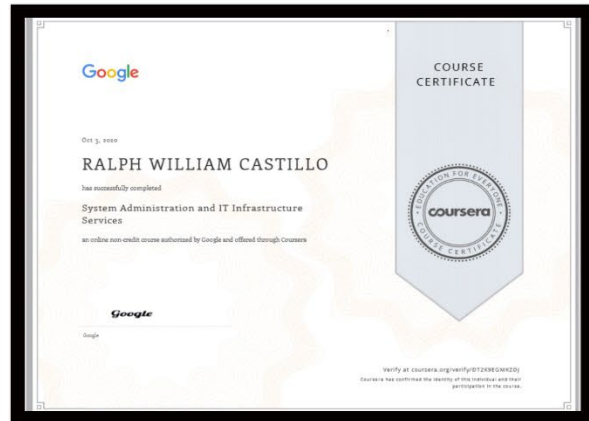 Google
COURSE
CERTIFICATE
Oct 3, 2020
RALPH WILLIAM CASTILLO
has successfully completed
System Administration and IT Infrastructure
Services
an online non-credit course authorized by Google and offered through Coursera
EDUCATION FOR EVERYONE
coursera
COURSE CERTIFICATE
Google
Google
Verify at coursera.org/verify/DT2K9EGMKZDJ
Coursera has confirmed the identity of this individual and their
participation in the course.